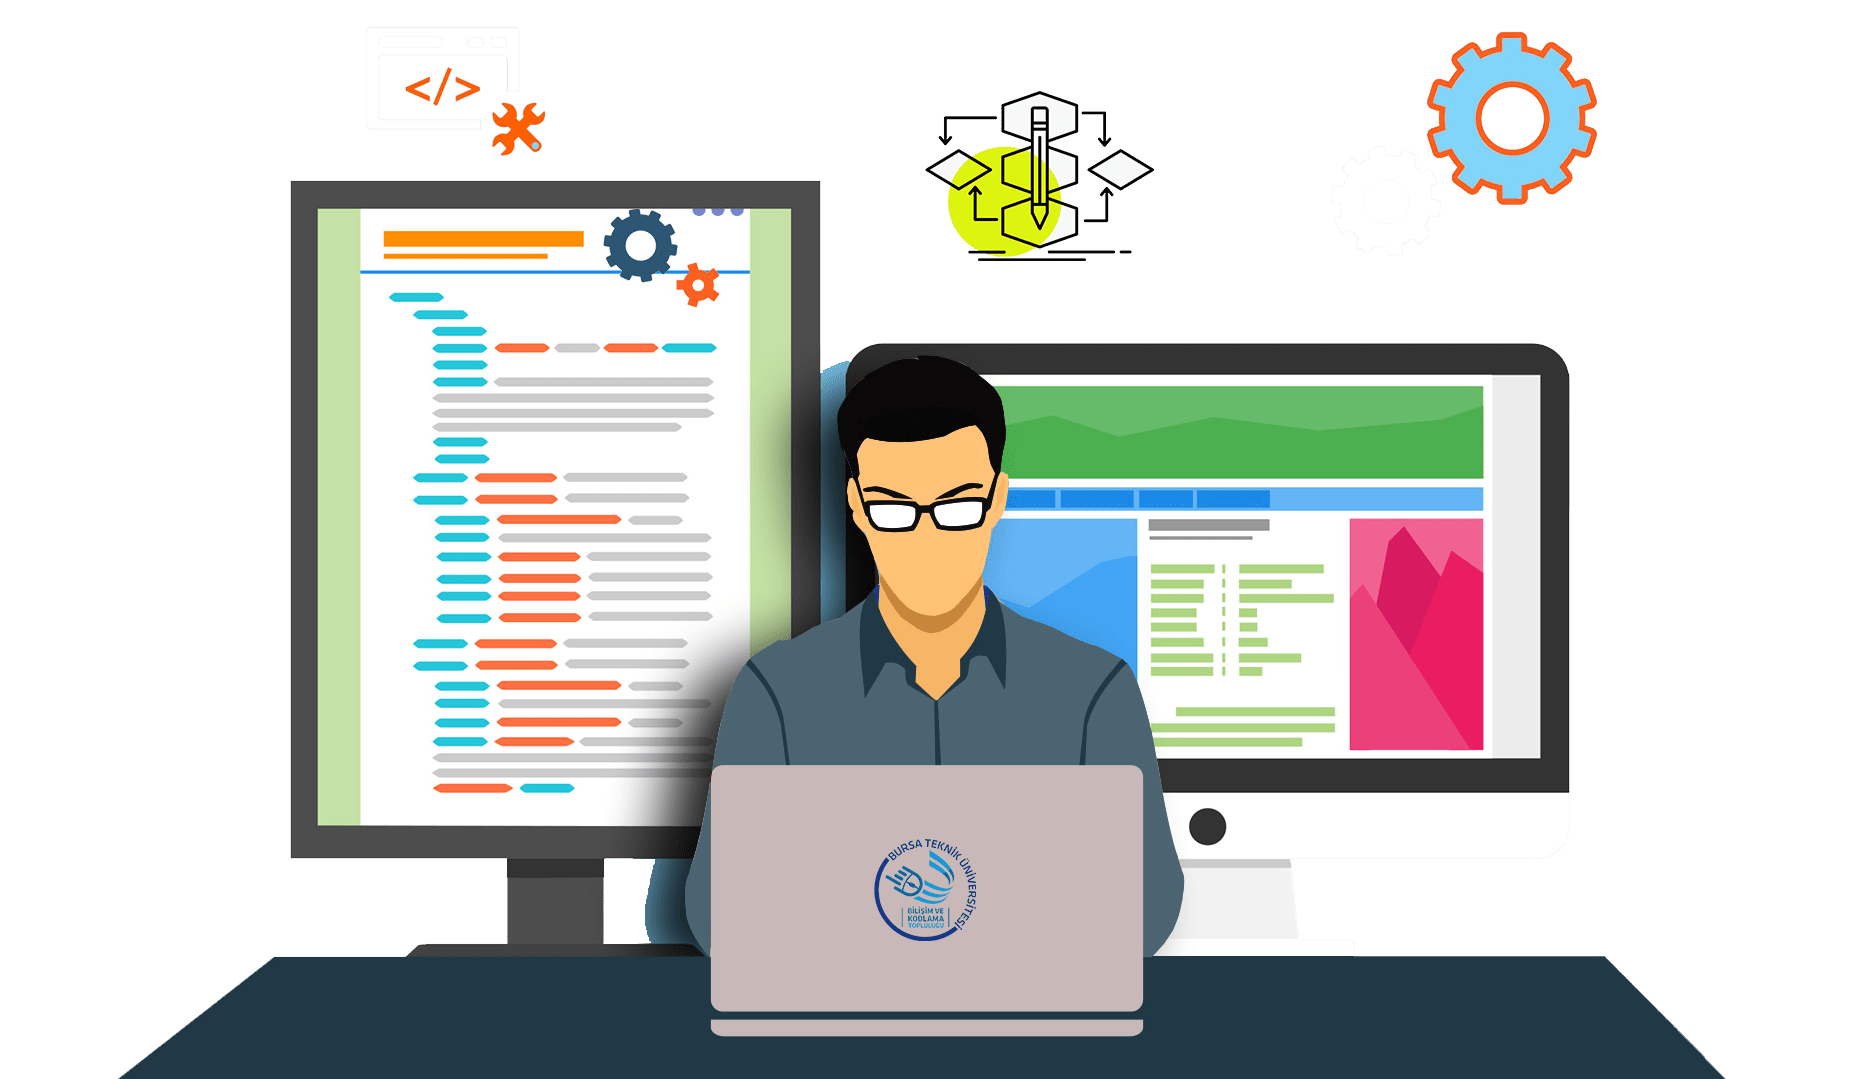 </>
BURSA TEKNİK ÜNİVERSİTESİ
BİLİŞİM VE
KODLAMA
TOPLULUĞU